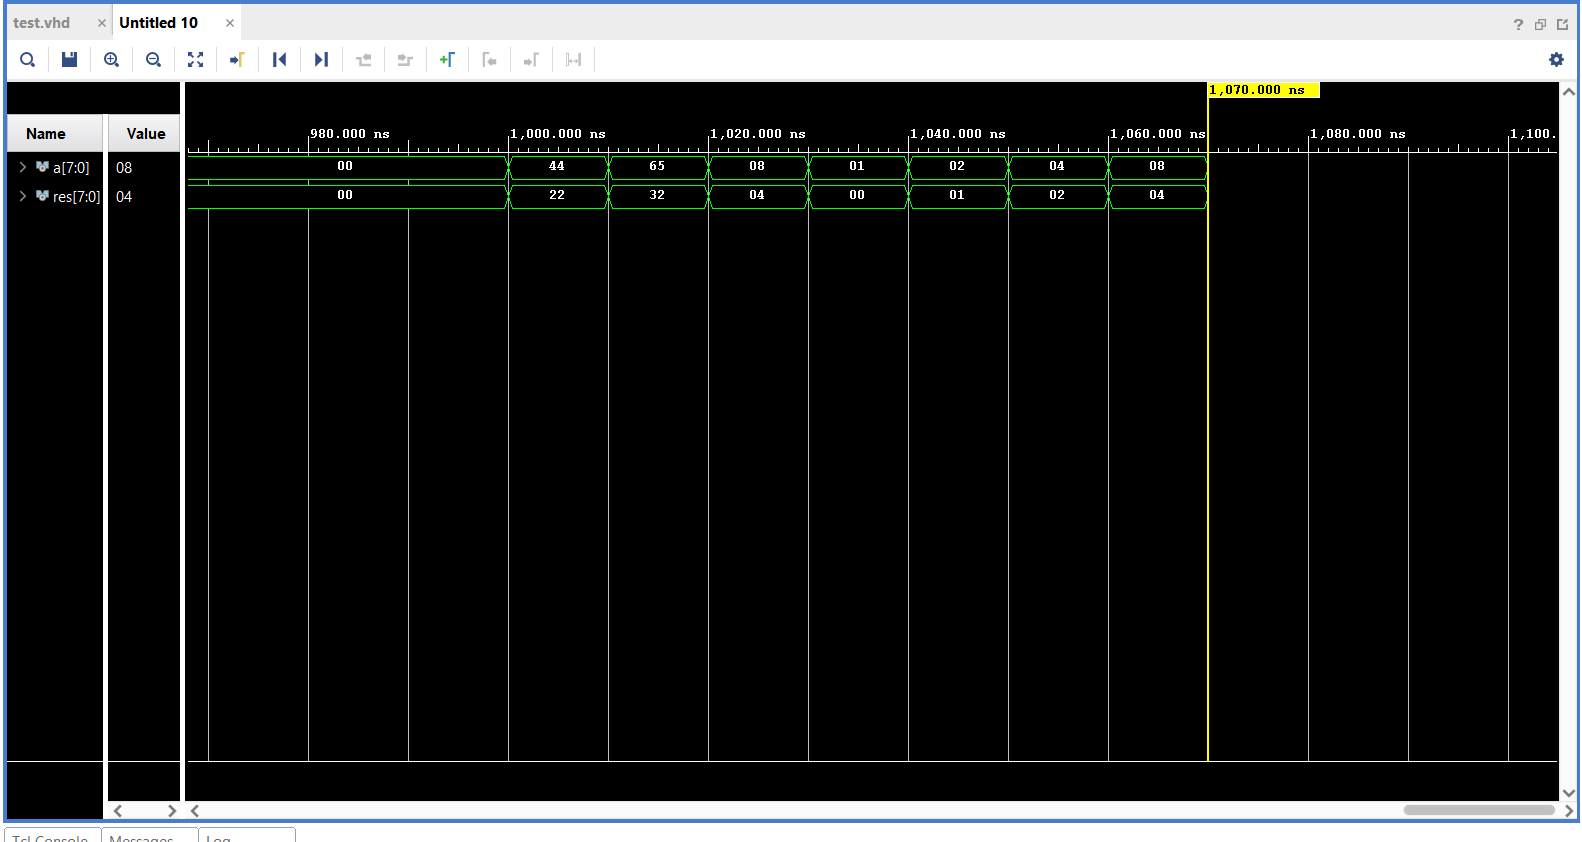 test.vhd × Untitled 10 ×
?
1,070.000 ns
Name Value
980.000 ns 1,000.000 ns 1,020.000 ns 1,040.000 ns 1,060.000 ns 1,080.000 ns 1,100.
a[7:0] 08 00 44 65 08 01 02 04 08
res[7:0] 04 00 22 32 04 00 01 02 04
Tcl Console Messages Log